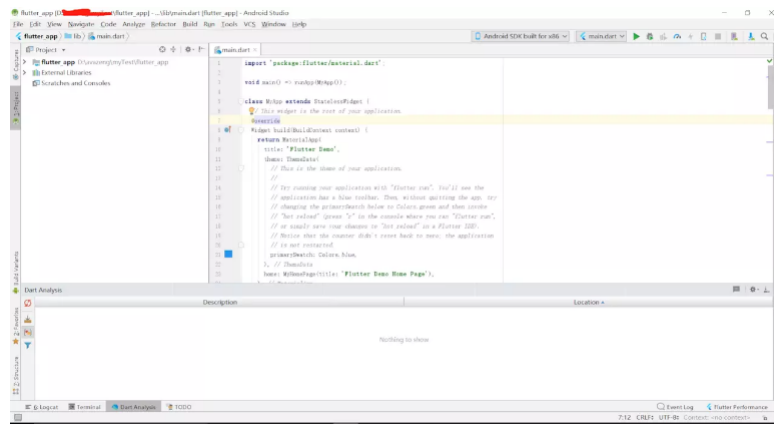 flutter_app [D:\flutter_app] - ...\lib\main.dart [flutter_app] - Android Studio
File Edit View Navigate Code Analyze Refactor Build Run Tools VCS Window Help
flutter_app lib main.dart Android SDK built for x86 main.dart
Project main.dart
flutter_app D:\
External Libraries
Scratches and Consoles
import 'package:flutter/material.dart';
void main() => runApp(MyApp());
class MyApp extends StatelessWidget {
// This widget is the root of your application.
@override
Widget build(BuildContext context) {
return MaterialApp(
title: 'Flutter Demo',
theme: ThemeData(
// This is the theme of your application.
//
// Try running your application with "flutter run". You'll see the
// application has a blue toolbar. Then, without quitting the app, try
// changing the primarySwatch below to Colors.green and then invoke
// "hot reload" (press "r" in the console where you ran "flutter run",
// or simply save your changes to "hot reload" in a Flutter IDE).
// Notice that the counter didn't reset back to zero; the application
// is not restarted.
primarySwatch: Colors.blue,
), // ThemeData
home: MyHomePage(title: 'Flutter Demo Home Page'),
Dart Analysis
Description Location
Nothing to show
6: Logcat Terminal Dart Analysis TODO Event Log Flutter Performance
7:12 CRLF: UTF-8: Context: <no context>
Captures
1: Project
Build Variants
2: Favorites
Z: Structure